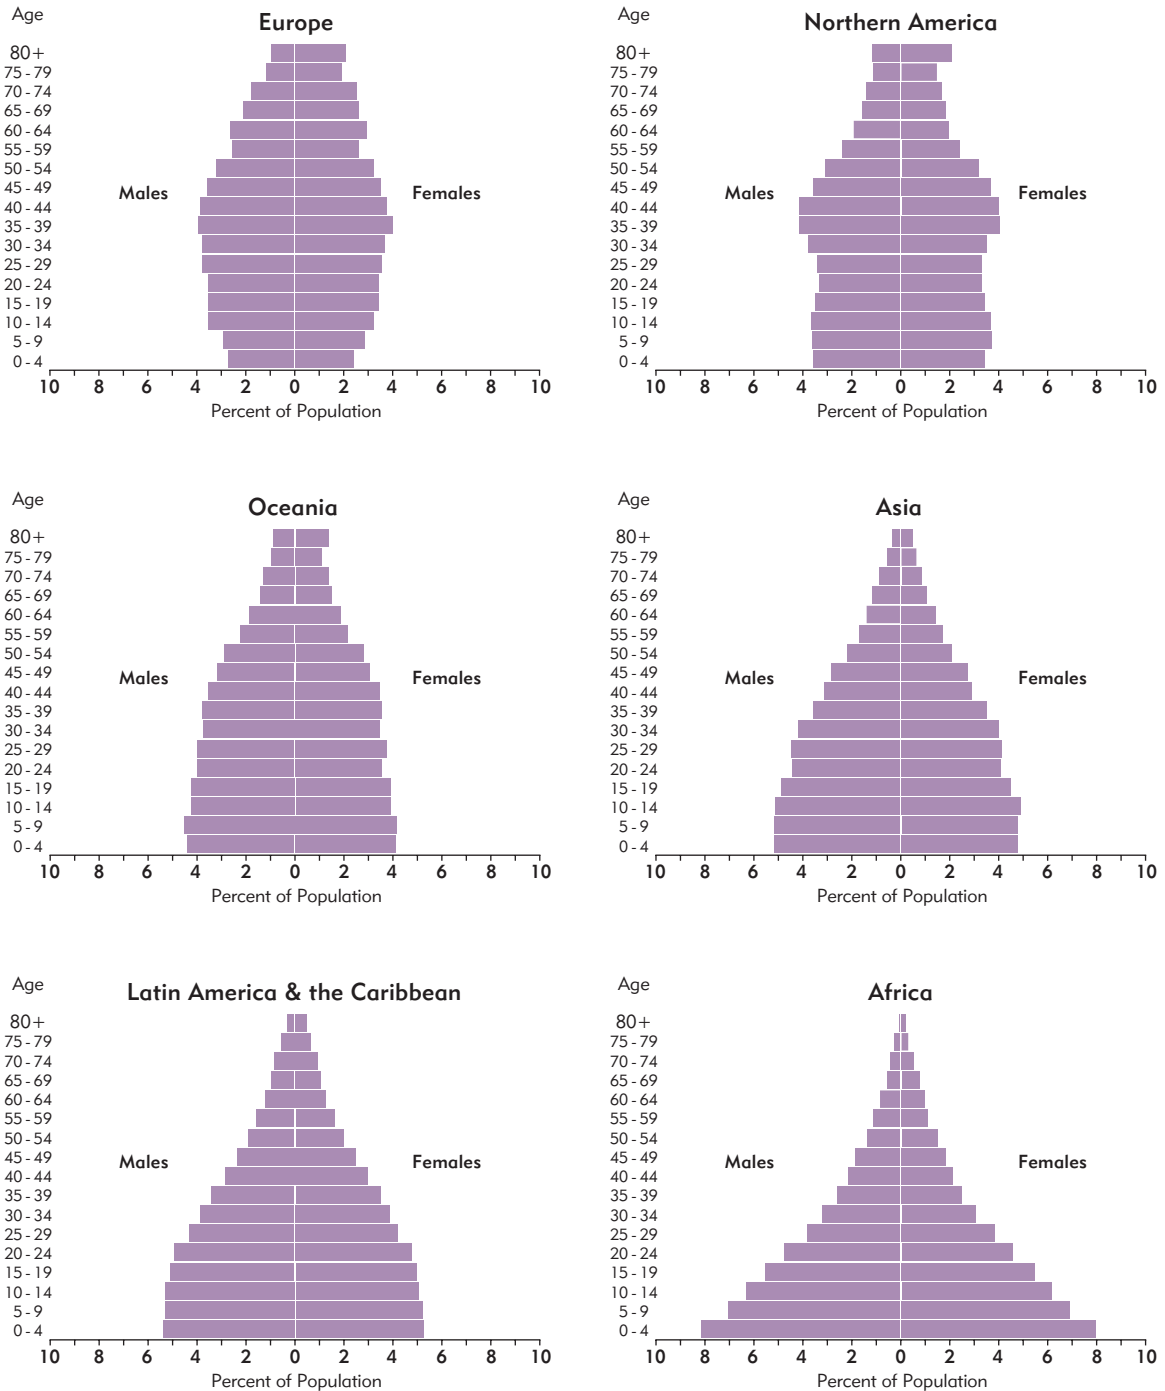 Age
Europe
80+
75 - 79
70 - 74
65 - 69
60 - 64
55 - 59
50 - 54
45 - 49
40 - 44
35 - 39
30 - 34
25 - 29
20 - 24
15 - 19
10 - 14
5 - 9
0 - 4
Males
Females
10 8 6 4 2 0 2 4 6 8 10
Percent of Population
Age
Northern America
80+
75 - 79
70 - 74
65 - 69
60 - 64
55 - 59
50 - 54
45 - 49
40 - 44
35 - 39
30 - 34
25 - 29
20 - 24
15 - 19
10 - 14
5 - 9
0 - 4
Males
Females
10 8 6 4 2 0 2 4 6 8 10
Percent of Population
Age
Oceania
80+
75 - 79
70 - 74
65 - 69
60 - 64
55 - 59
50 - 54
45 - 49
40 - 44
35 - 39
30 - 34
25 - 29
20 - 24
15 - 19
10 - 14
5 - 9
0 - 4
Males
Females
10 8 6 4 2 0 2 4 6 8 10
Percent of Population
Age
Asia
80+
75 - 79
70 - 74
65 - 69
60 - 64
55 - 59
50 - 54
45 - 49
40 - 44
35 - 39
30 - 34
25 - 29
20 - 24
15 - 19
10 - 14
5 - 9
0 - 4
Males
Females
10 8 6 4 2 0 2 4 6 8 10
Percent of Population
Age
Latin America & the Caribbean
80+
75 - 79
70 - 74
65 - 69
60 - 64
55 - 59
50 - 54
45 - 49
40 - 44
35 - 39
30 - 34
25 - 29
20 - 24
15 - 19
10 - 14
5 - 9
0 - 4
Males
Females
10 8 6 4 2 0 2 4 6 8 10
Percent of Population
Age
Africa
80+
75 - 79
70 - 74
65 - 69
60 - 64
55 - 59
50 - 54
45 - 49
40 - 44
35 - 39
30 - 34
25 - 29
20 - 24
15 - 19
10 - 14
5 - 9
0 - 4
Males
Females
10 8 6 4 2 0 2 4 6 8 10
Percent of Population